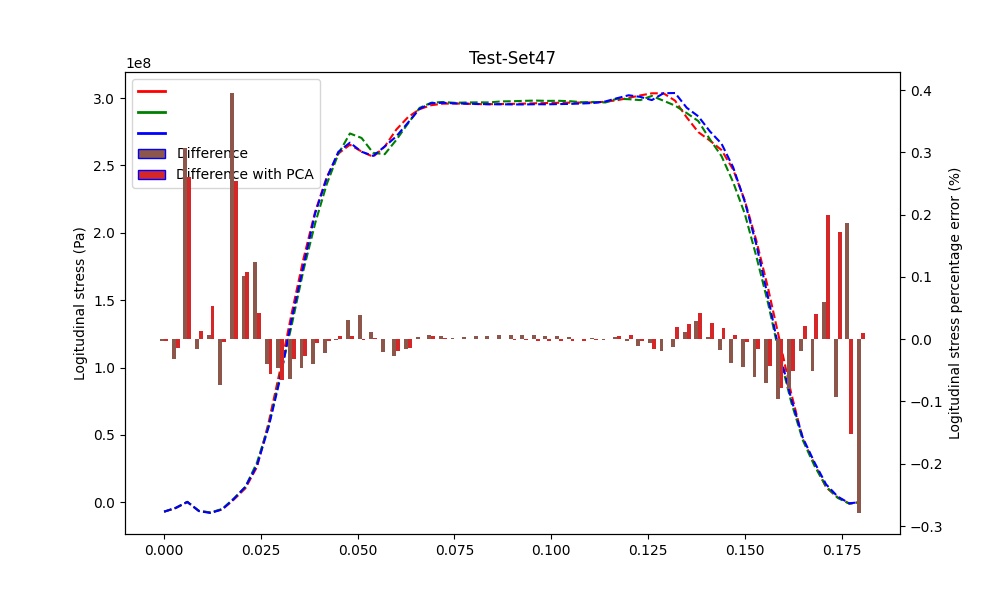 Test-Set47
1e8
Difference
Difference with PCA
3.0
2.5
2.0
1.5
1.0
0.5
0.0
Logitudinal stress (Pa)
0.4
0.3
0.2
0.1
0.0
−0.1
−0.2
−0.3
Logitudinal stress percentage error (%)
0.000 0.025 0.050 0.075 0.100 0.125 0.150 0.175